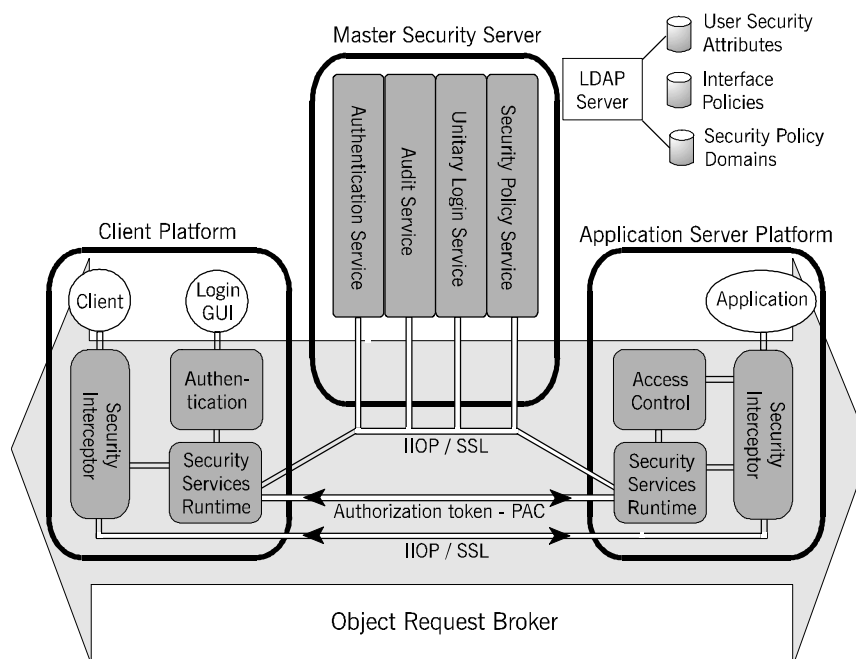 Master Security Server
User Security
Attributes
LDAP
Server
Interface
Policies
Security Policy
Domains
Authentication Service
Audit Service
Unitary Login Service
Security Policy Service
Client Platform
Application Server Platform
Client
Login
GUI
Application
Security
Interceptor
Authen-
tication
Access
Control
Security
Interceptor
IIOP / SSL
Security
Services
Runtime
Security
Services
Runtime
Authorization token - PAC
IIOP / SSL
Object Request Broker